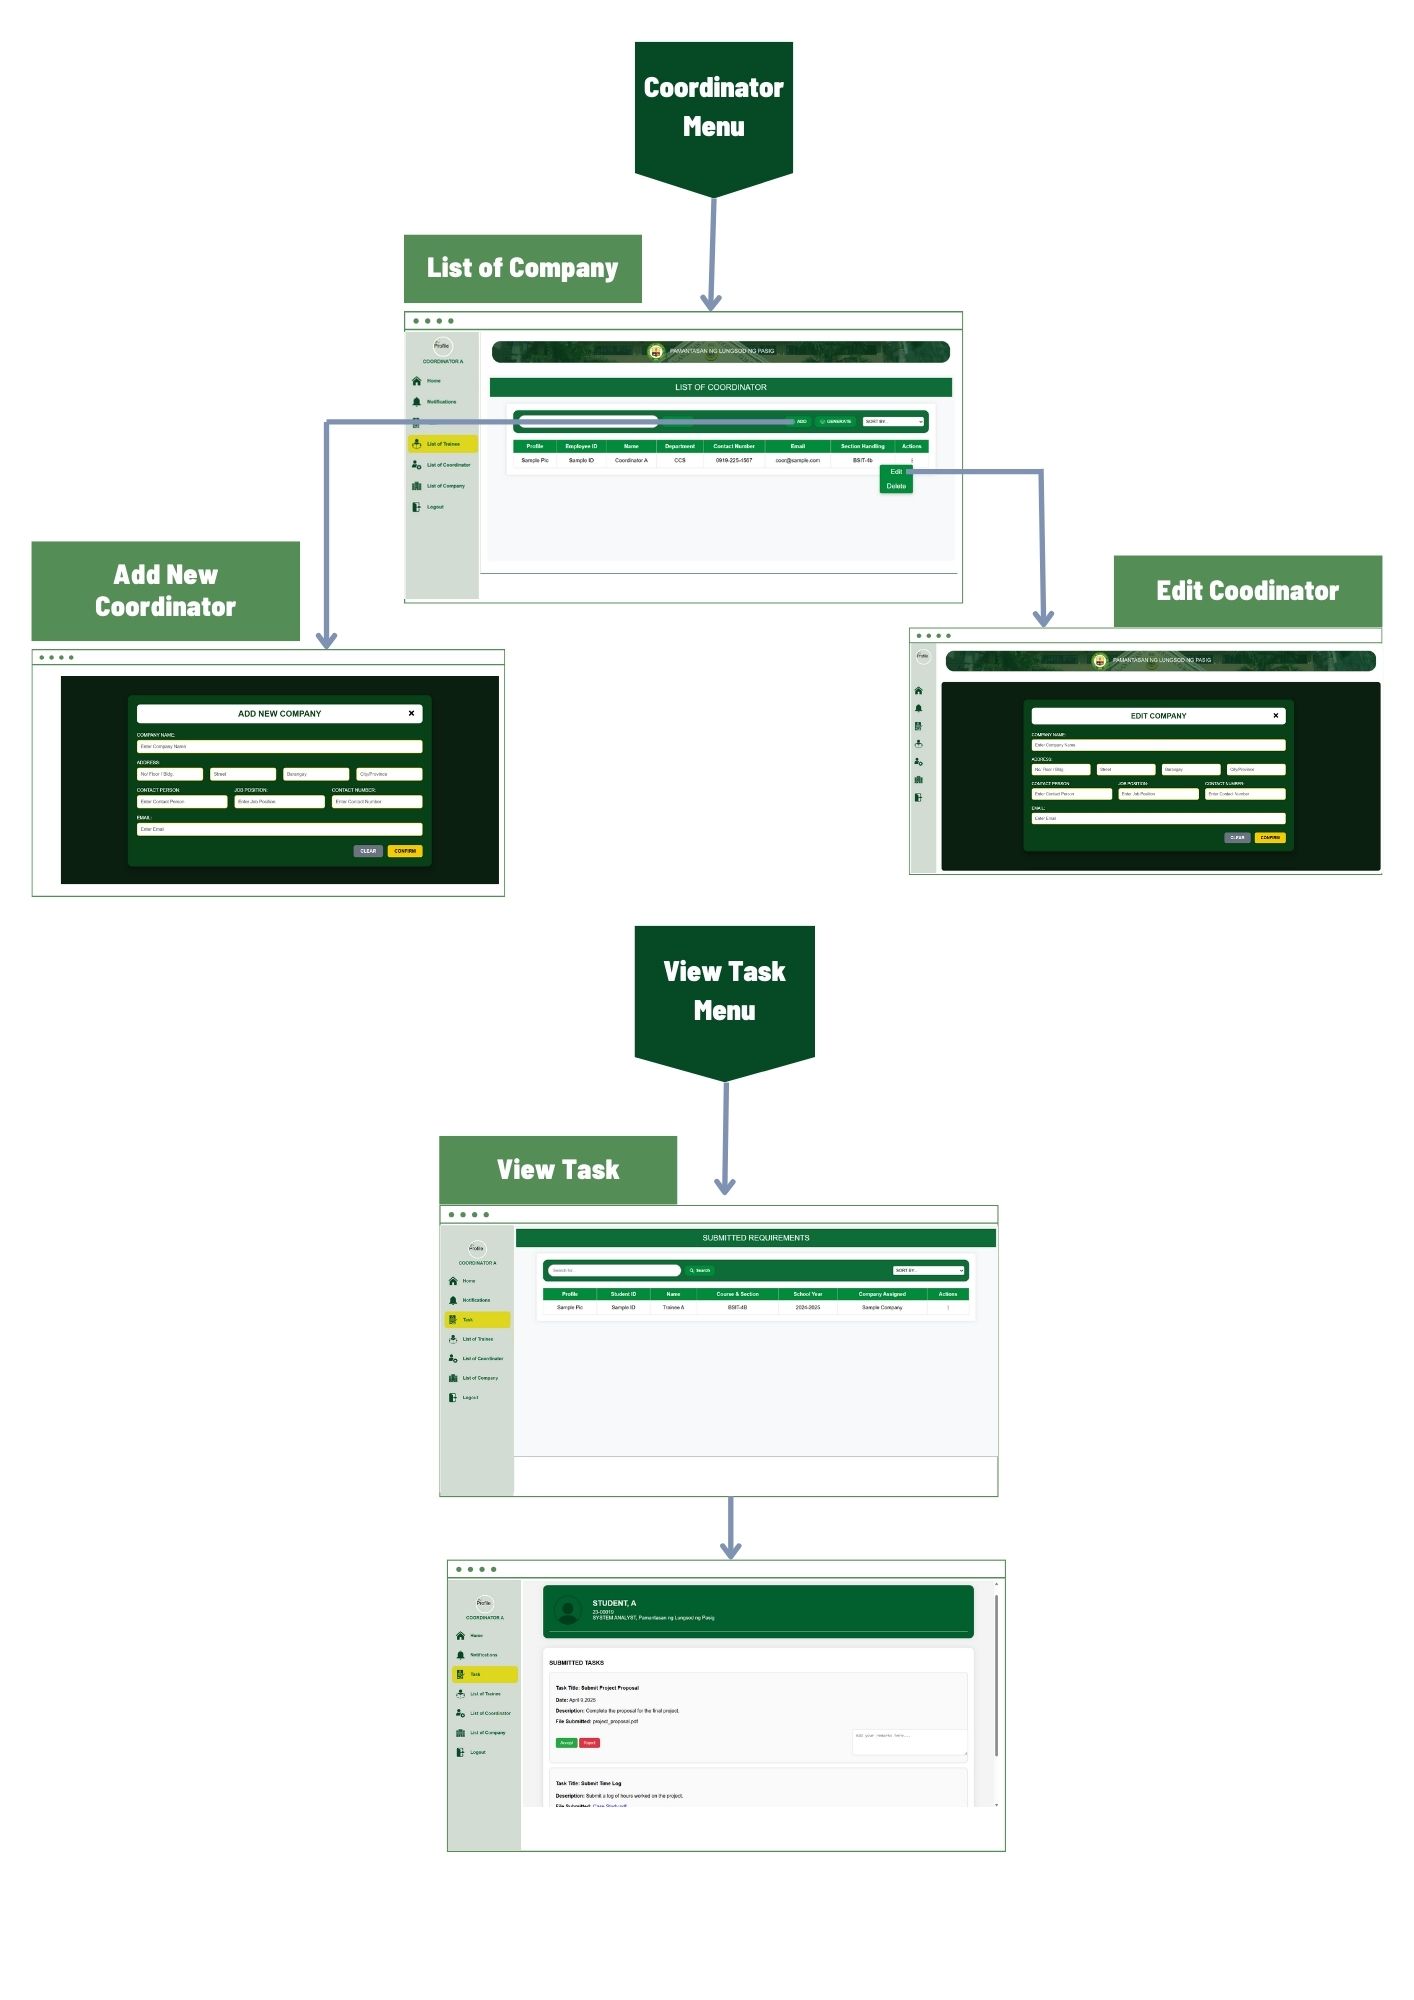 Coordinator
Menu
List of Company
Profile
COORDINATOR A
PAMANTASAN NG LUNGSOD NG PASIG
Home
LIST OF COORDINATOR
Notifications
ADD GENERATE SORT BY..
List of Trainee
Profile Employee ID Name Department Contact Number Email Section Handling Actions
Sample Pic Sample ID Coordinator A CCS 0919-225-4567 coor@sample.com BSIT-4b
List of Coordinator
Edit
List of Company
Delete
Logout
Add New
Coordinator
ADD NEW COMPANY
COMPANY NAME:
Enter Company Name
ADDRESS:
No/ Floor / Bldg. Street Barangay City/Province
CONTACT PERSON: JOB POSITION: CONTACT NUMBER:
Enter Contact Person Enter Job Position Enter Contact Number
EMAIL:
Enter Email
CLEAR CONFIRM
Edit Coodinator
Profile
PAMANTASAN NG LUNGSOD NG PASIG
EDIT COMPANY
COMPANY NAME:
Enter Company Name
ADDRESS:
No/ Floor / Bldg. Street Barangay City/Province
CONTACT PERSON: JOB POSITION: CONTACT NUMBER:
Enter Contact Person Enter Job Position Enter Contact Number
EMAIL:
Enter Email
CLEAR CONFIRM
View Task
Menu
View Task
SUBMITTED REQUIREMENTS
Profile
COORDINATOR A
Search for Search SORT BY..
Home
Notifications
Task
List of Trainee
List of Coordinator
List of Company
Logout
Profile Student ID Name Course & Section School Year Company Assigned Actions
Sample Pic Sample ID Trainee A BSIT-4B 2024-2025 Sample Company
Profile
COORDINATOR A
Home
Notifications
Task
List of Trainee
List of Coordinator
List of Company
Logout
STUDENT, A
23-00019
SYSTEM ANALYST, Pamantasan ng Lungsod ng Pasig
SUBMITTED TASKS
Task Title: Submit Project Proposal
Date: April 9 2025
Description: Complete the proposal for the final project.
File Submitted: project_proposal.pdf
Accept Reject
Add your remarks here...
Task Title: Submit Time Log
Description: Submit a log of hours worked on the project.
File Submitted: Case Study.pdf